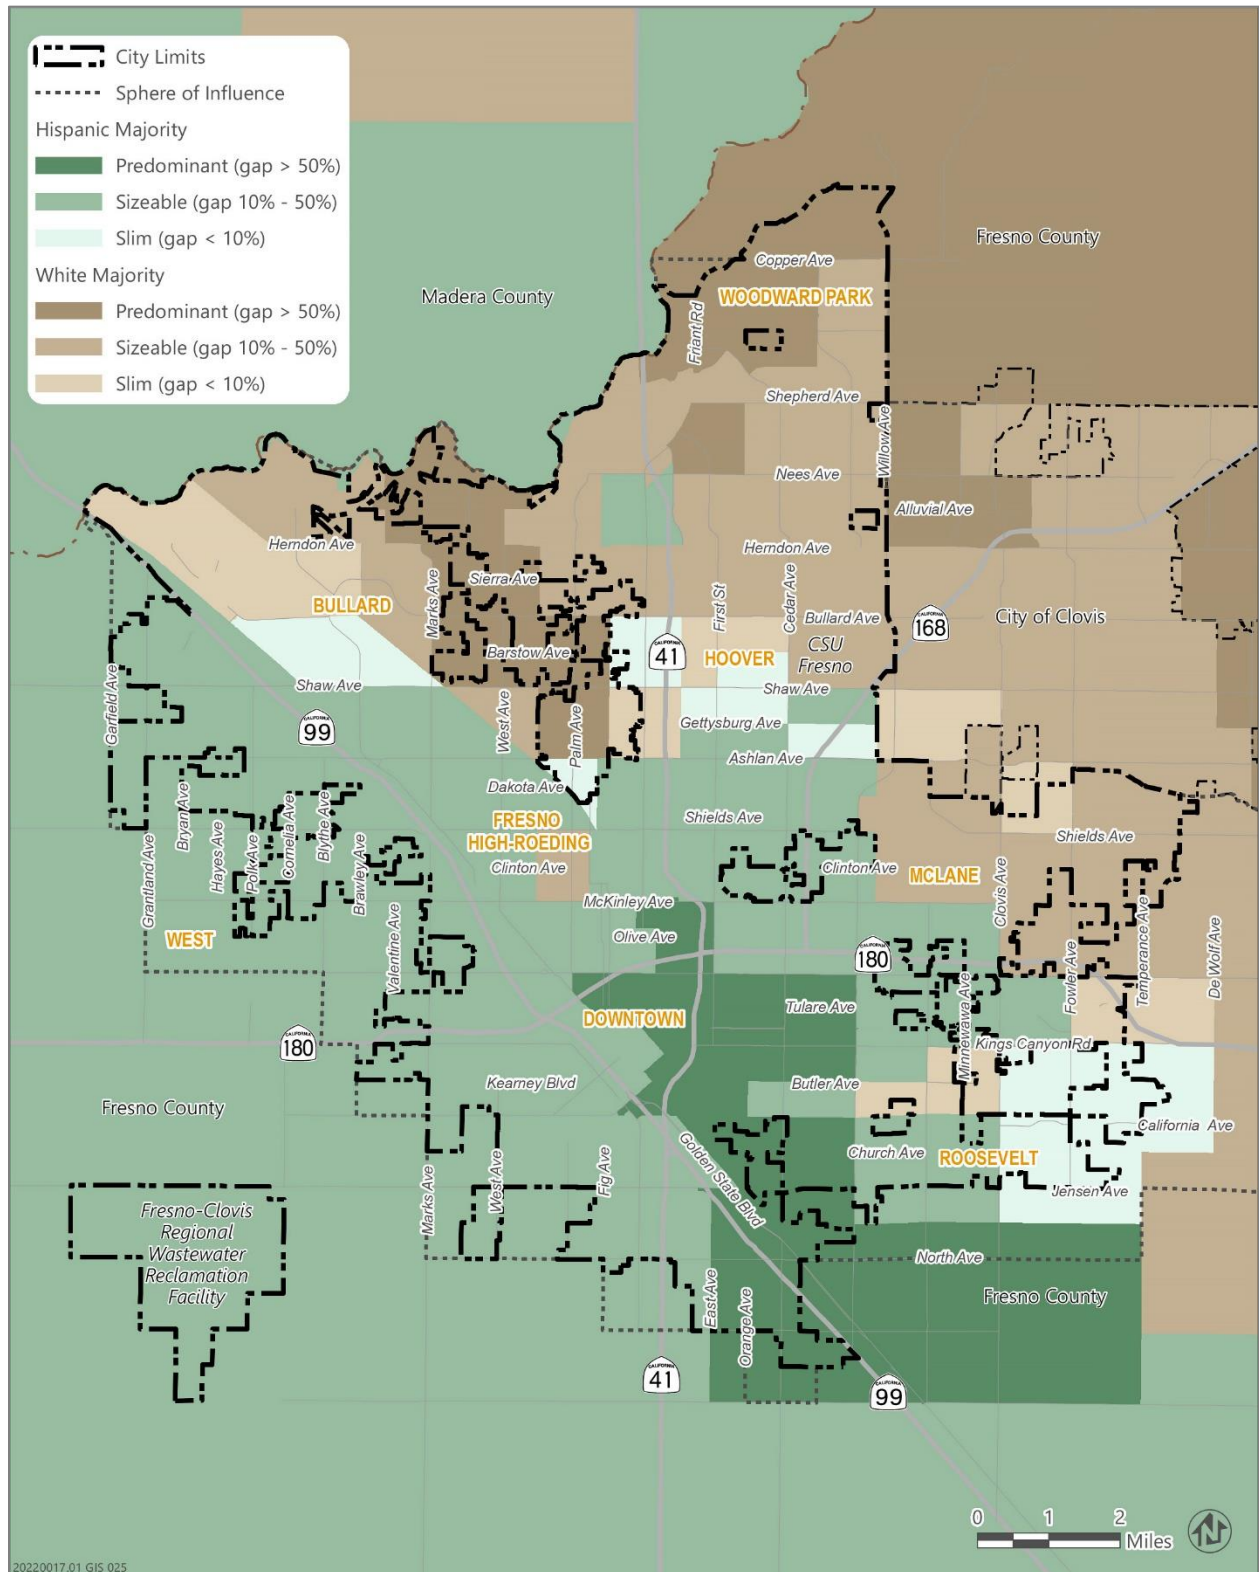 City Limits
Sphere of Influence
Hispanic Majority
Predominant (gap > 50%)
Sizeable (gap 10% - 50%)
Slim (gap < 10%)
White Majority
Predominant (gap > 50%)
Sizeable (gap 10% - 50%)
Slim (gap < 10%)
Fresno County
Copper Ave
Madera County
WOODWARD PARK
Friant Rd
Shepherd Ave
Willow Ave
Nees Ave
Alluvial Ave
Herndon Ave
Herndon Ave
Sierra Ave
BULLARD
Marks Ave
First St
Cedar Ave
Bullard Ave
CALIFORNIA
168
City of Clovis
CSU
Fresno
Barstow Ave
CALIFORNIA
41
HOOVER
Shaw Ave
Shaw Ave
Garfield Ave
CALIFORNIA
99
West Ave
Palm Ave
Gettysburg Ave
Ashlan Ave
Dakota Ave
Shields Ave
FRESNO
HIGH-ROEDING
Shields Ave
Grantland Ave
Bryan Ave
Hayes Ave
Polk Ave
Cornelia Ave
Blythe Ave
Brawley Ave
Clinton Ave
Clinton Ave
MCLANE
Clovis Ave
McKinley Ave
WEST
Valentine Ave
Olive Ave
CALIFORNIA
180
Fowler Ave
Temperance Ave
De Wolf Ave
DOWNTOWN
Tulare Ave
Minnewawa Ave
CALIFORNIA
180
Kings Canyon Rd
Kearney Blvd
Butler Ave
Fresno County
California Ave
Golden State Blvd
Church Ave
ROOSEVELT
Marks Ave
West Ave
Fig Ave
Jensen Ave
Fresno-Clovis
Regional
Wastewater
Reclamation
Facility
North Ave
East Ave
Orange Ave
Fresno County
CALIFORNIA
41
CALIFORNIA
99
0 1 2
Miles
N
20220017.01 GIS 025